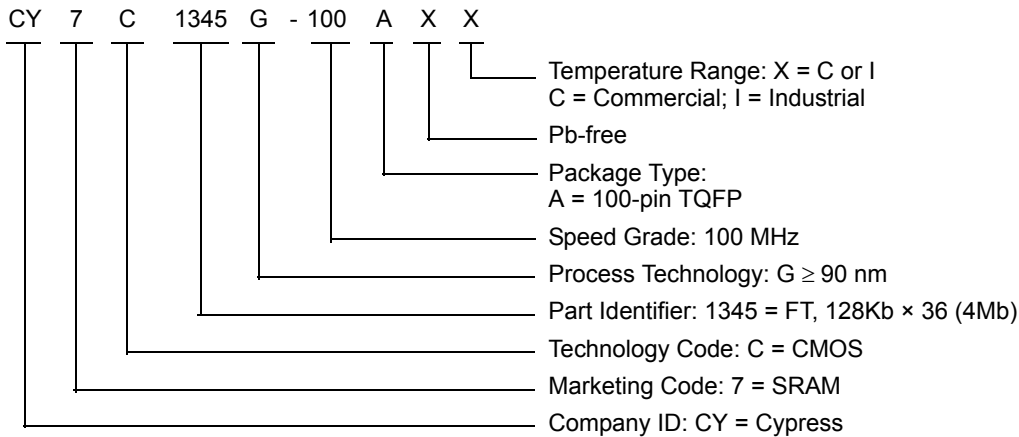 CY 7 C 1345 G - 100 A X X
Temperature Range: X = C or I
C = Commercial; I = Industrial
Pb-free
Package Type:
A = 100-pin TQFP
Speed Grade: 100 MHz
Process Technology: G ≥ 90 nm
Part Identifier: 1345 = FT, 128Kb × 36 (4Mb)
Technology Code: C = CMOS
Marketing Code: 7 = SRAM
Company ID: CY = Cypress